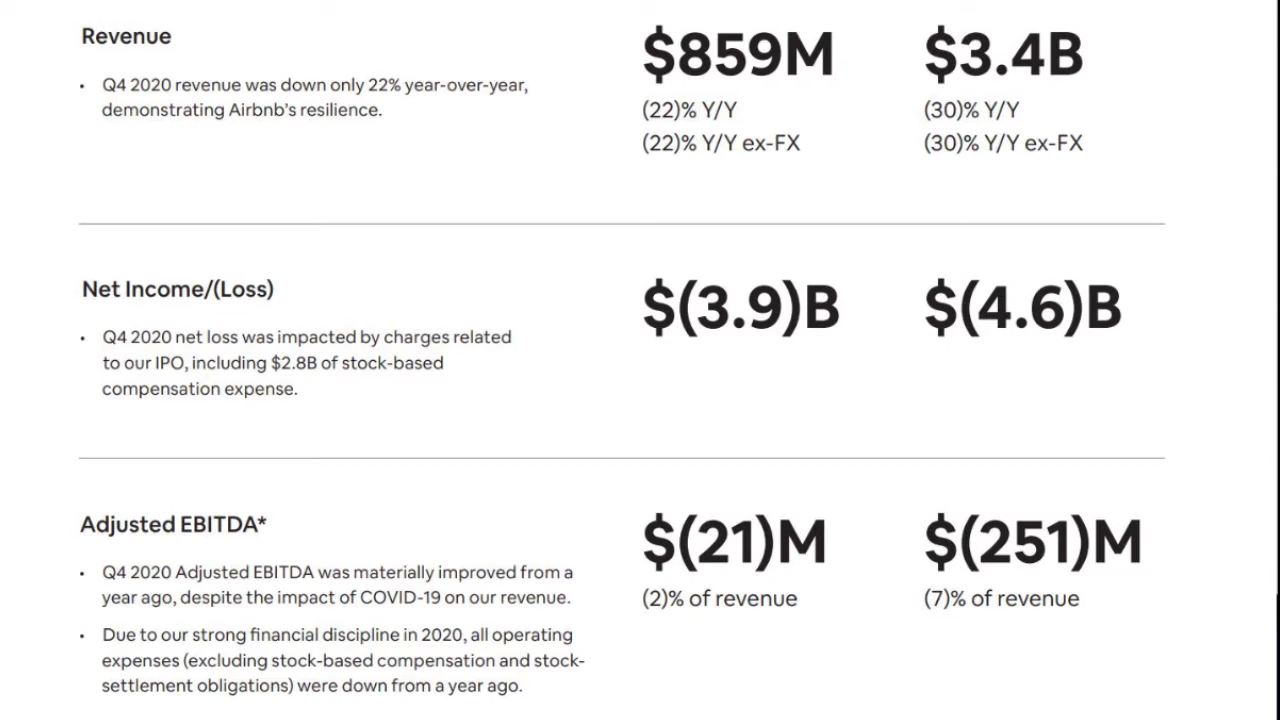 Revenue
$859M
$3.4B
• Q4 2020 revenue was down only 22% year-over-year,
demonstrating Airbnb's resilience.
(22)% Y/Y
(30)% Y/Y
(22)% Y/Y ex-FX
(30)% Y/Y ex-FX
Net Income/(Loss)
$(3.9)B
$(4.6)B
• Q4 2020 net loss was impacted by charges related
to our IPO, including $2.8B of stock-based
compensation expense.
Adjusted EBITDA*
$(21)M
$(251)M
• Q4 2020 Adjusted EBITDA was materially improved from a
year ago, despite the impact of COVID-19 on our revenue.
(2)% of revenue
(7)% of revenue
• Due to our strong financial discipline in 2020, all operating
expenses (excluding stock-based compensation and stock-
settlement obligations) were down from a year ago.